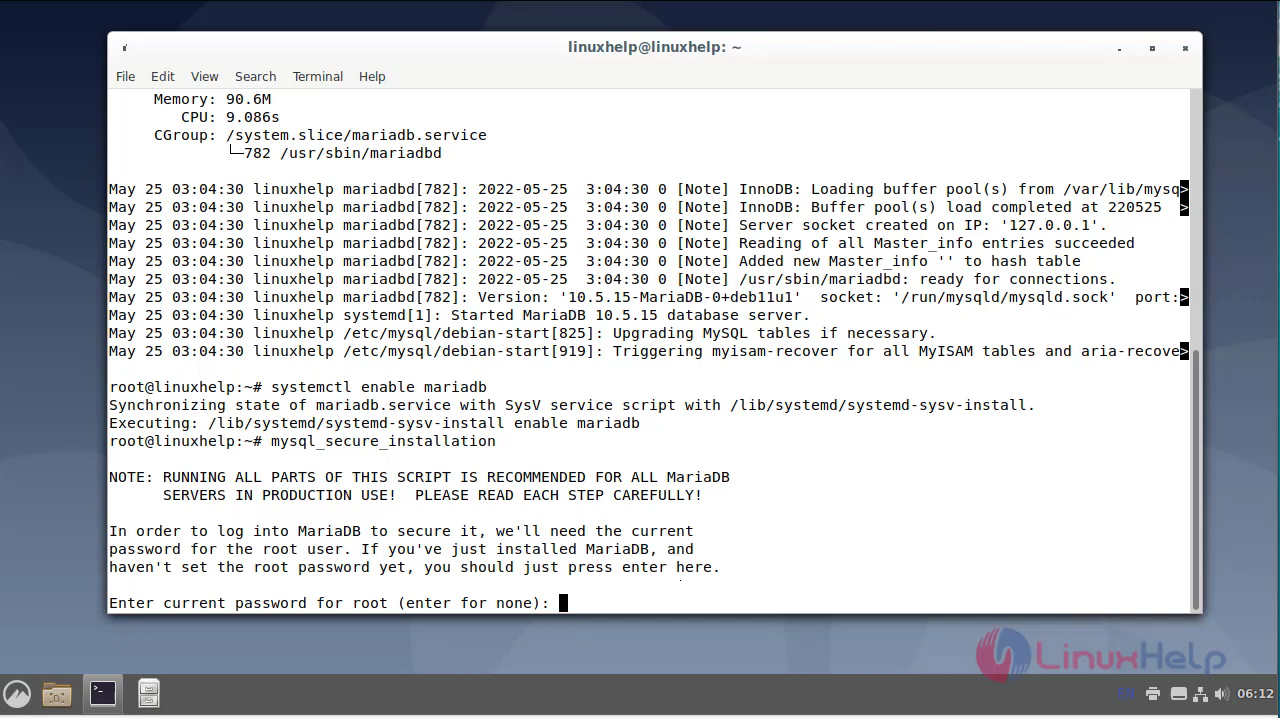 linuxhelp@linuxhelp: ~
File Edit View Search Terminal Help
Memory: 90.6M
CPU: 9.086s
CGroup: /system.slice/mariadb.service
└─782 /usr/sbin/mariadbd
May 25 03:04:30 linuxhelp mariadbd[782]: 2022-05-25  3:04:30 0 [Note] InnoDB: Loading buffer pool(s) from /var/lib/mysq>
May 25 03:04:30 linuxhelp mariadbd[782]: 2022-05-25  3:04:30 0 [Note] InnoDB: Buffer pool(s) load completed at 220525  >
May 25 03:04:30 linuxhelp mariadbd[782]: 2022-05-25  3:04:30 0 [Note] Server socket created on IP: '127.0.0.1'.
May 25 03:04:30 linuxhelp mariadbd[782]: 2022-05-25  3:04:30 0 [Note] Reading of all Master_info entries succeeded
May 25 03:04:30 linuxhelp mariadbd[782]: 2022-05-25  3:04:30 0 [Note] Added new Master_info '' to hash table
May 25 03:04:30 linuxhelp mariadbd[782]: 2022-05-25  3:04:30 0 [Note] /usr/sbin/mariadbd: ready for connections.
May 25 03:04:30 linuxhelp mariadbd[782]: Version: '10.5.15-MariaDB-0+deb11u1'  socket: '/run/mysqld/mysqld.sock'  port:>
May 25 03:04:30 linuxhelp systemd[1]: Started MariaDB 10.5.15 database server.
May 25 03:04:30 linuxhelp /etc/mysql/debian-start[825]: Upgrading MySQL tables if necessary.
May 25 03:04:30 linuxhelp /etc/mysql/debian-start[919]: Triggering myisam-recover for all MyISAM tables and aria-recove>
root@linuxhelp:~# systemctl enable mariadb
Synchronizing state of mariadb.service with SysV service script with /lib/systemd/systemd-sysv-install.
Executing: /lib/systemd/systemd-sysv-install enable mariadb
root@linuxhelp:~# mysql_secure_installation
NOTE: RUNNING ALL PARTS OF THIS SCRIPT IS RECOMMENDED FOR ALL MariaDB
SERVERS IN PRODUCTION USE!  PLEASE READ EACH STEP CAREFULLY!
In order to log into MariaDB to secure it, we'll need the current
password for the root user. If you've just installed MariaDB, and
haven't set the root password yet, you should just press enter here.
Enter current password for root (enter for none):
LinuxHelp
06:12